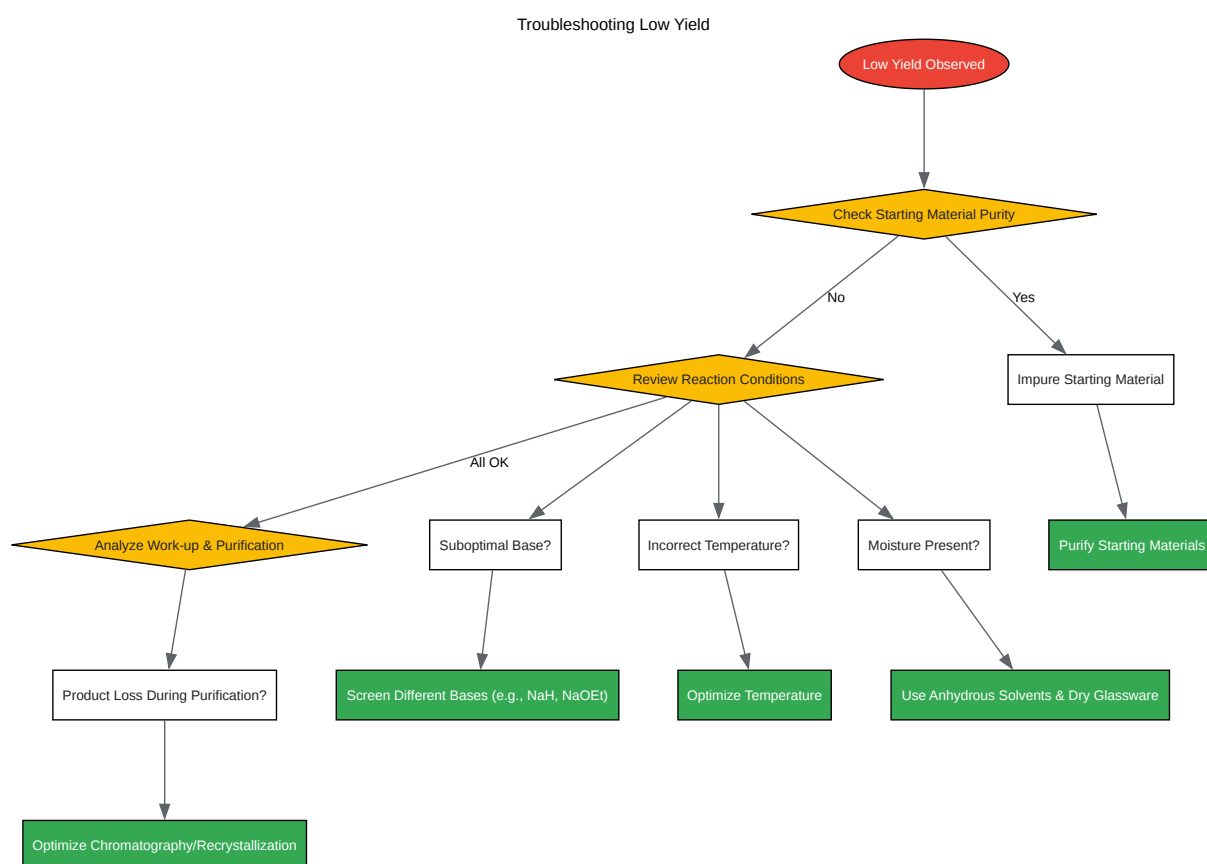 Troubleshooting Low Yield
Low Yield Observed
Check Starting Material Purity
No
Yes
Review Reaction Conditions
Impure Starting Material
All OK
Analyze Work-up & Purification
Suboptimal Base?
Incorrect Temperature?
Moisture Present?
Purify Starting Materials
Product Loss During Purification?
Screen Different Bases (e.g., NaH, NaOEt)
Optimize Temperature
Use Anhydrous Solvents & Dry Glassware
Optimize Chromatography/Recrystallization